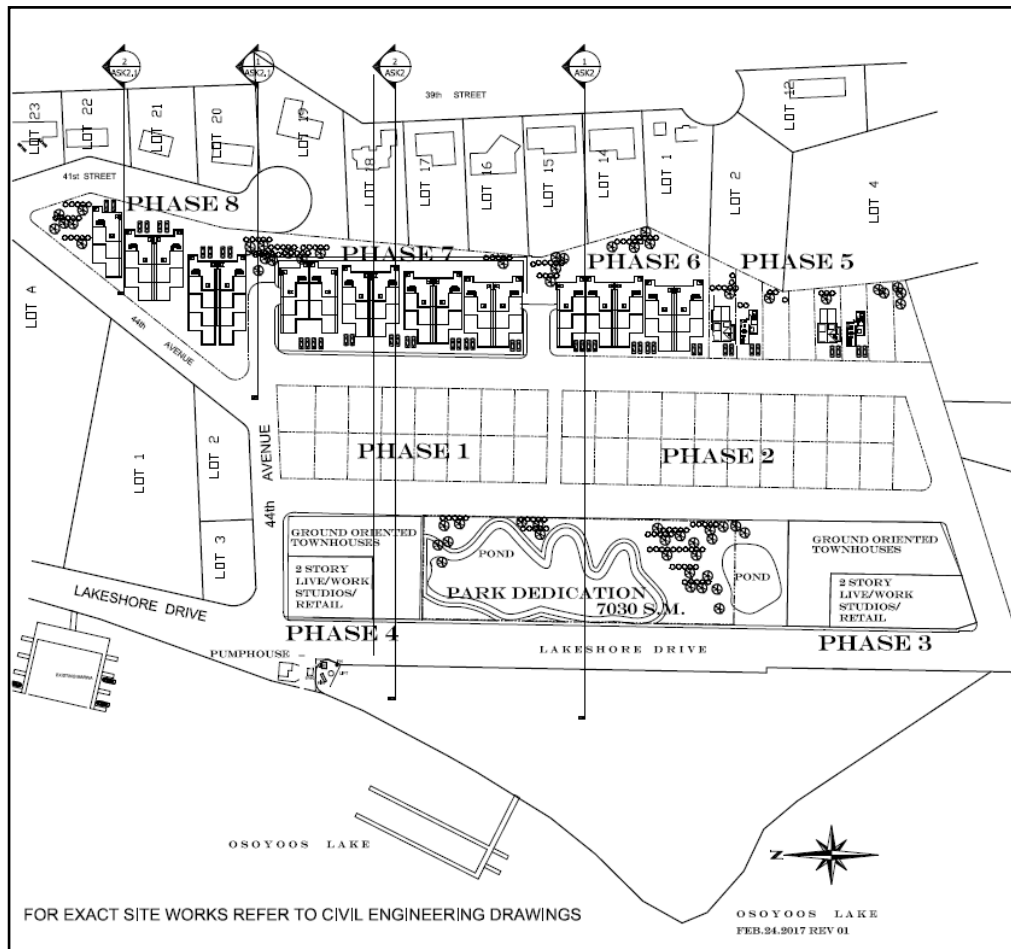 2
ASK2.1
1
ASK2.1
2
ASK2
1
ASK2
39th STREET
LOT 23
LOT 22
LOT 21
LOT 20
LOT 19
LOT 18
LOT 17
LOT 16
LOT 15
LOT 14
LOT 1
LOT 2
LOT 12
LOT 4
41st STREET
PHASE 8
PHASE 7
PHASE 6
PHASE 5
LOT A
44th
AVENUE
PHASE 1
PHASE 2
LOT 1
LOT 2
LOT 3
44th AVENUE
GROUND ORIENTED
TOWNHOUSES
2 STORY
LIVE/WORK
STUDIOS/
RETAIL
POND
PARK DEDICATION
7030 S.M.
POND
GROUND ORIENTED
TOWNHOUSES
2 STORY
LIVE/WORK
STUDIOS/
RETAIL
LAKESHORE DRIVE
PHASE 4
PHASE 3
PUMPHOUSE
LAKESHORE DRIVE
EXISTING MARINA
N
OSOYOOS LAKE
FOR EXACT SITE WORKS REFER TO CIVIL ENGINEERING DRAWINGS
OSOYOOS LAKE
FEB.24.2017 REV 01